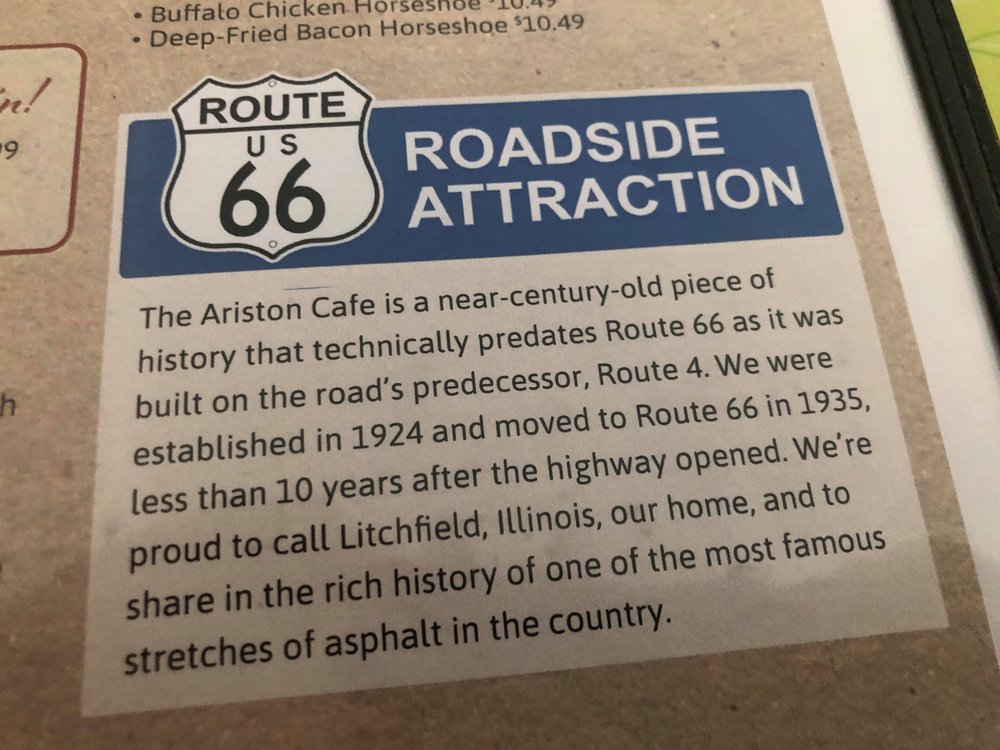 • Buffalo Chicken Horseshoe $10.49
• Deep-Fried Bacon Horseshoe $10.49
ROUTE
US
66
ROADSIDE
ATTRACTION
The Ariston Cafe is a near-century-old piece of
history that technically predates Route 66 as it was
built on the road's predecessor, Route 4. We were
established in 1924 and moved to Route 66 in 1935,
less than 10 years after the highway opened. We're
proud to call Litchfield, Illinois, our home, and to
share in the rich history of one of the most famous
stretches of asphalt in the country.